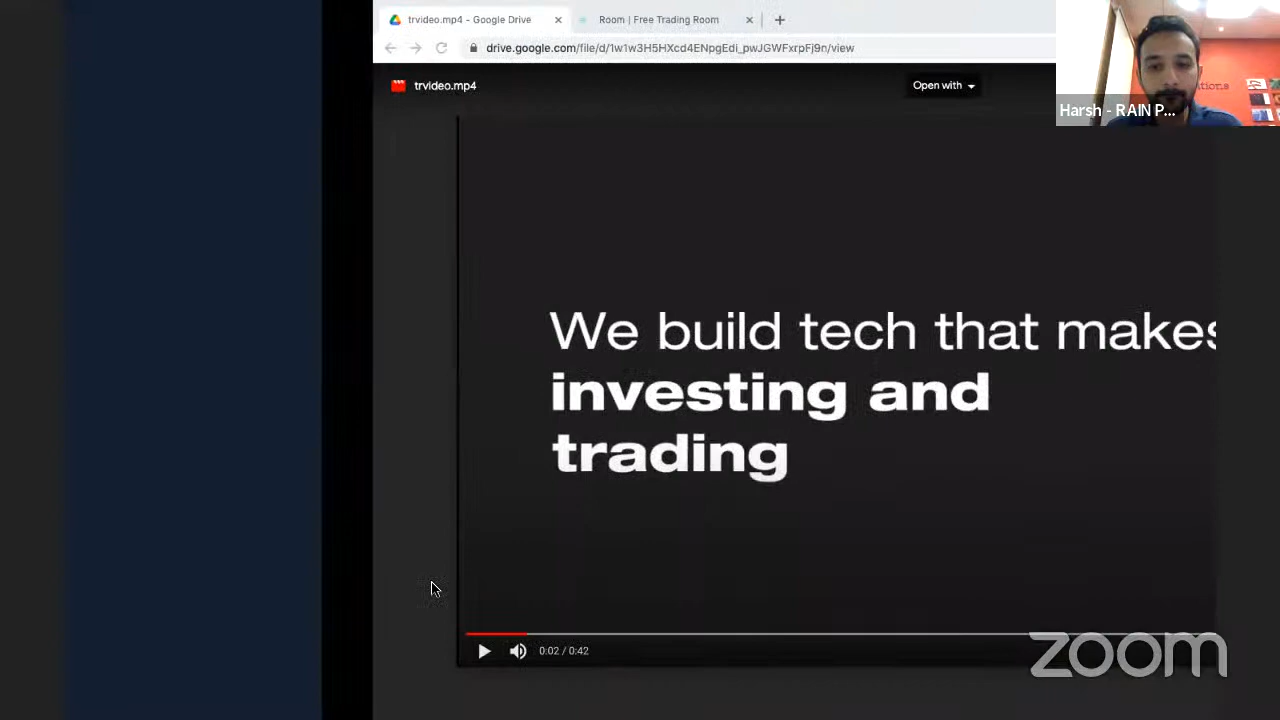 trvideo.mp4 - Google Drive
Room | Free Trading Room
drive.google.com/file/d/1w1w3H5HXcd4ENpgEdi_pwJGWFxrpFj9n/view
trvideo.mp4
Open with
Harsh - RAIN P...
We build tech that makes
investing and
trading
0:02 / 0:42
zoom